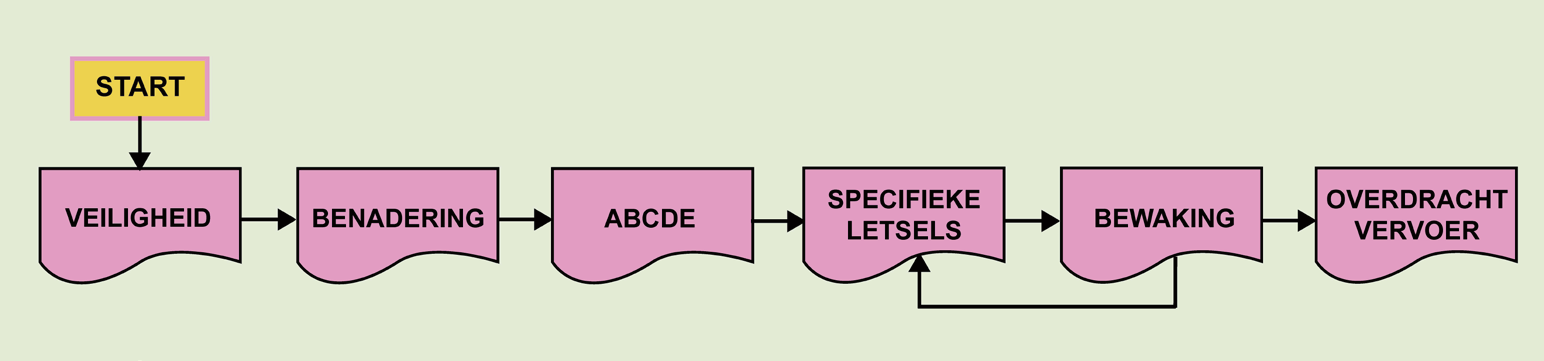 START
VEILIGHEID
BENADERING
ABCDE
SPECIFIEKE
LETSELS
BEWAKING
OVERDRACHT
VERVOER